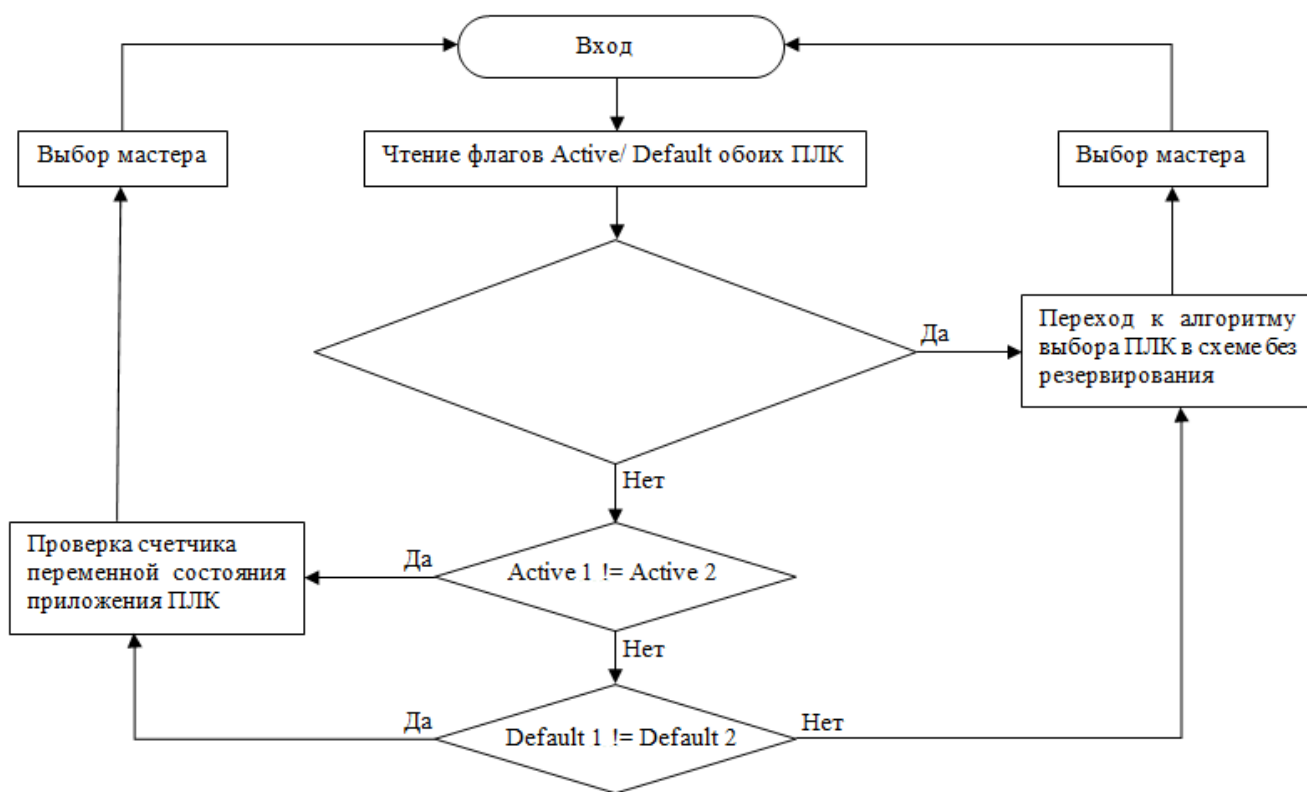 Вход
Выбор мастера
Чтение флагов Active/ Default обоих ПЛК
Выбор мастера
Да
Переход к алгоритму
выбора ПЛК в схеме без
резервирования
Нет
Проверка счетчика
переменной состояния
приложения ПЛК
Да
Active 1 != Active 2
Нет
Да
Default 1 != Default 2
Нет